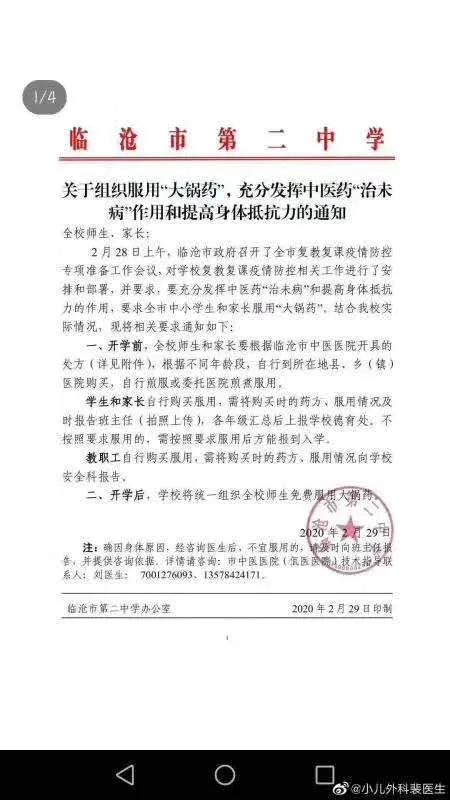 1/4
临沧市第二中学
关于组织服用“大锅药”，充分发挥中医药“治未
病”作用和提高身体抵抗力的通知
全校师生、家长：
2 月 28 日上午，临沧市政府召开了全市复教复课疫情防控
专项准备工作会议，对学校复教复课疫情防控相关工作进行了安
排和部署，并要求，要充分发挥中医药“治未病”和提高身体抵抗力
的作用，要求全市中小学生和家长服用“大锅药”。结合我校实
际情况，现将相关要求通知如下：
一、开学前，全校师生和家长要根据临沧市中医医院开具的
处方（详见附件），根据不同年龄段，自行到所在地县、乡（镇）
医院购买，自行煎服或委托医院煎煮服用。
学生和家长自行购买服用，需将购买时的药方、服用情况及
时报告班主任（拍照上传），各年级汇总后上报学校德育处。不
按照要求服用的，需按照要求服用后方能报到入学。
教职工自行购买服用，需将购买时的药方、服用情况向学校
安全科报告。
二、开学后，学校将统一组织全校师生免费服用大锅药。
2020 年 2 月 29 日
注：确因身体原因，经咨询医生后，不宜服用的，请及时向班主任报
告，并提供咨询依据。详情请咨询：市中医医院（佤医医院）技术指导联
系人：刘医生： 7001276093、13578424171.
临沧市第二中学办公室 2020 年 2 月 29 日印制
1
临沧市第二中学
@小儿外科裴医生